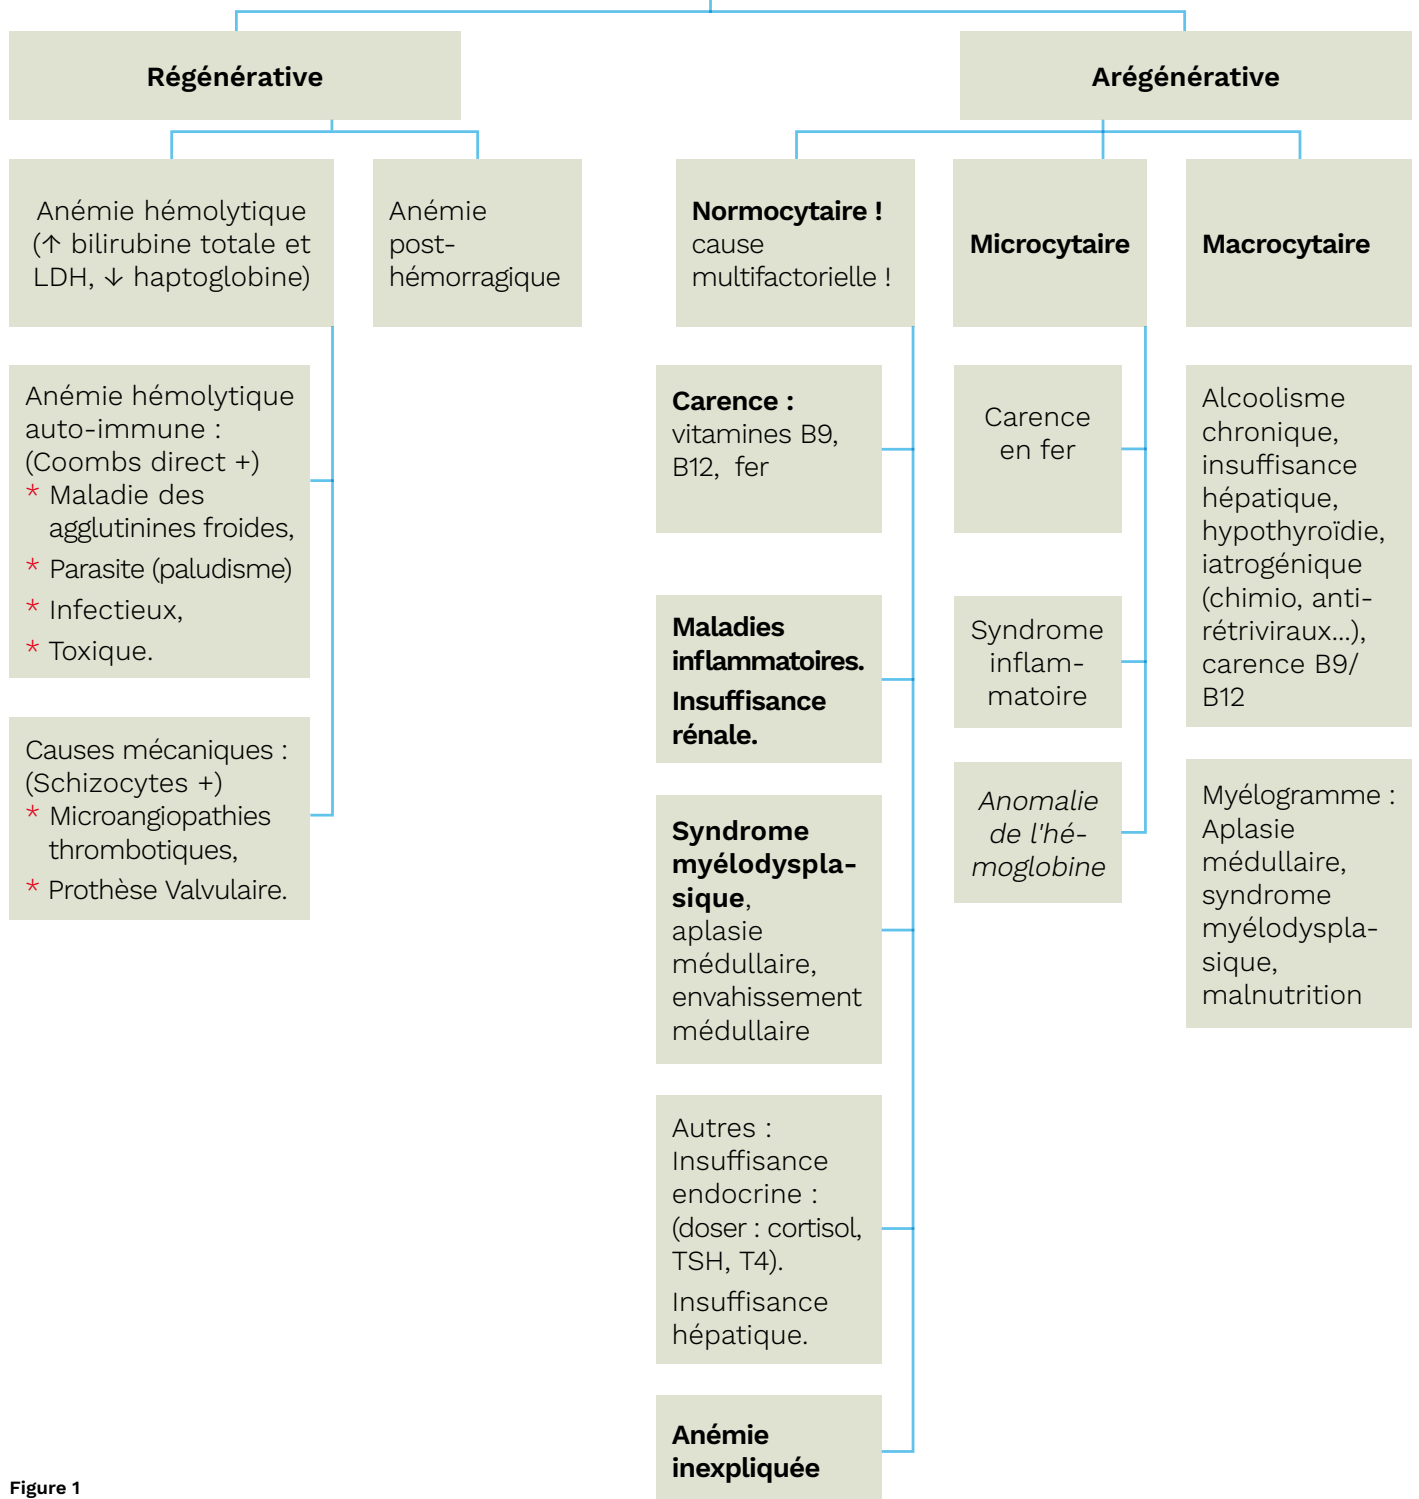 Régénérative
Arégénérative
Anémie hémolytique
(↑ bilirubine totale et
LDH, ↓ haptoglobine)
Anémie
post-
hémorragique
Normocytaire !
cause
multifactorielle !
Microcytaire
Macrocytaire
Anémie hémolytique
auto-immune :
(Coombs direct +)
* Maladie des
agglutinines froides,
* Parasite (paludisme)
* Infectieux,
* Toxique.
Causes mécaniques :
(Schizocytes +)
* Microangiopathies
thrombotiques,
* Prothèse Valvulaire.
Carence :
vitamines B9,
B12, fer
Maladies
inflammatoires.
Insuffisance
rénale.
Syndrome
myélodyspla-
sique,
aplasie
médullaire,
envahissement
médullaire
Autres :
Insuffisance
endocrine :
(doser : cortisol,
TSH, T4).
Insuffisance
hépatique.
Anémie
inexpliquée
Carence
en fer
Syndrome
inflam-
matoire
Anomalie
de l'hé-
moglobine
Alcoolisme
chronique,
insuffisance
hépatique,
hypothyroïdie,
iatrogénique
(chimio, anti-
rétriviraux...),
carence B9/
B12
Myélogramme :
Aplasie
médullaire,
syndrome
myélodyspla-
sique,
malnutrition
Figure 1